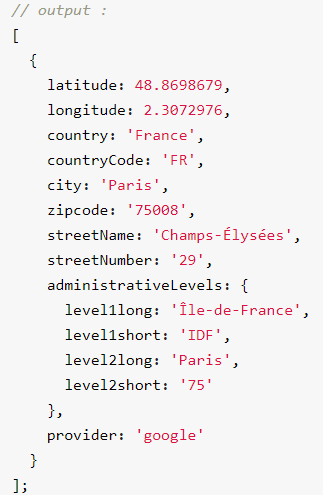 // output :
[
  {
    latitude: 48.8698679,
    longitude: 2.3072976,
    country: 'France',
    countryCode: 'FR',
    city: 'Paris',
    zipcode: '75008',
    streetName: 'Champs-Élysées',
    streetNumber: '29',
    administrativeLevels: {
      level1long: 'Île-de-France',
      level1short: 'IDF',
      level2long: 'Paris',
      level2short: '75'
    },
    provider: 'google'
  }
];